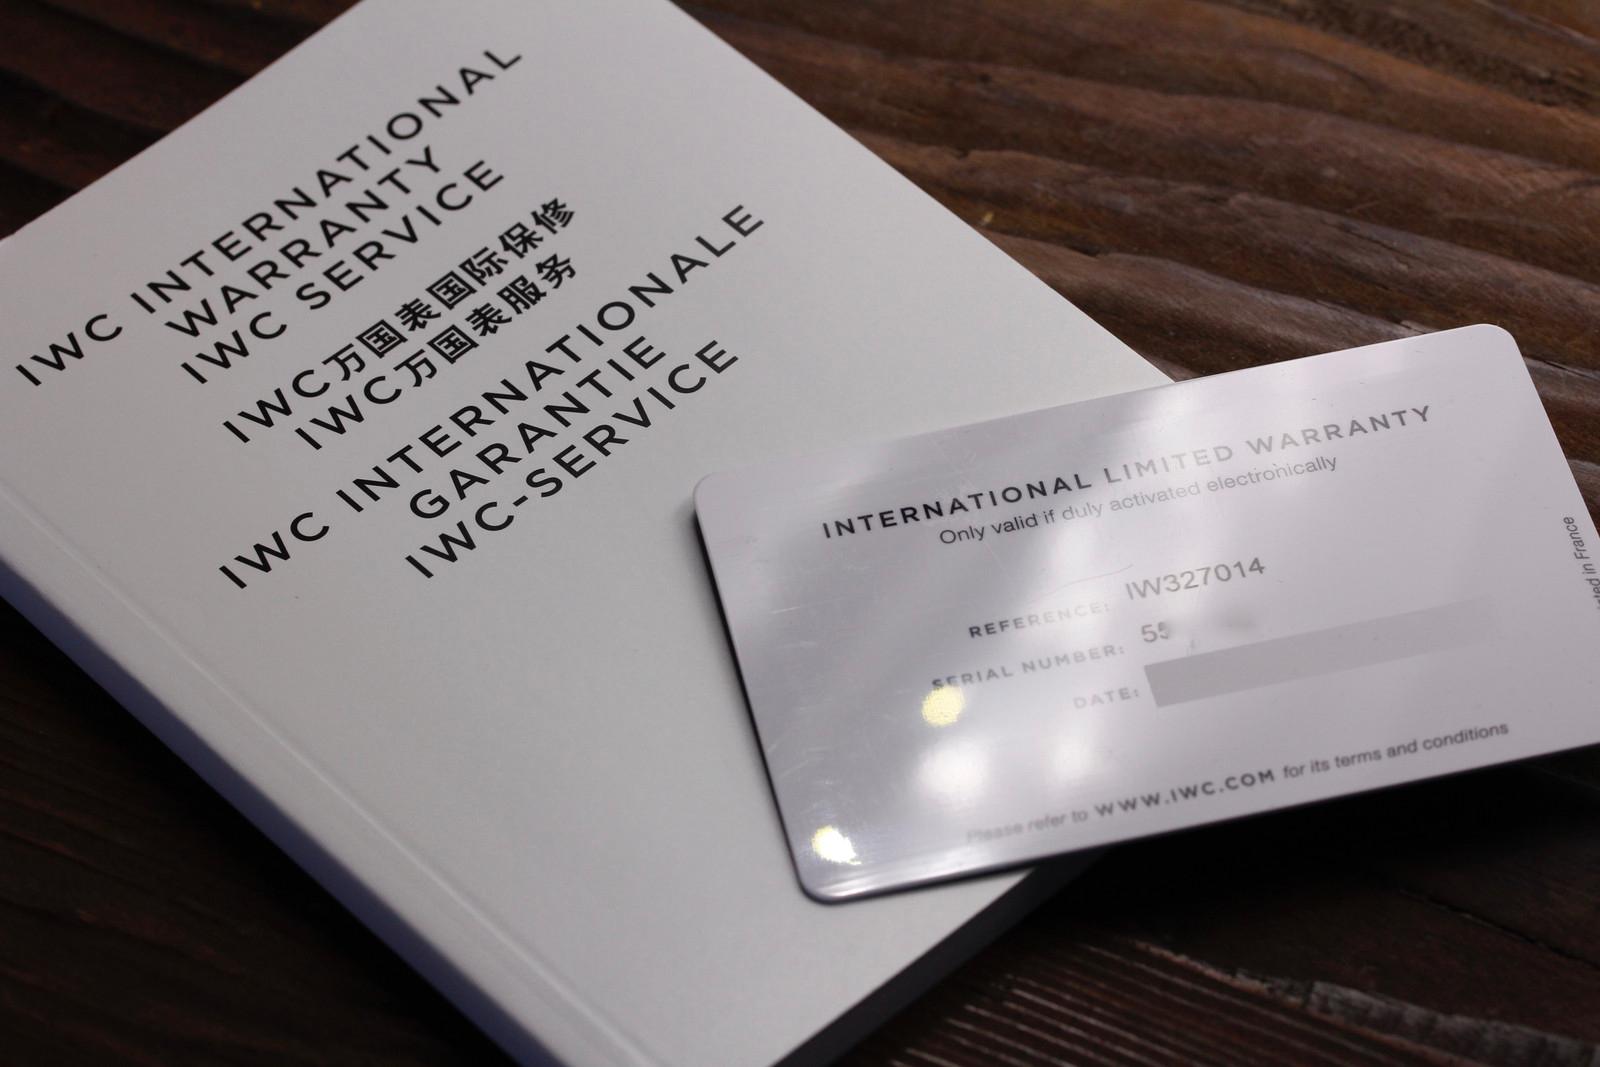 IWC INTERNATIONAL
WARRANTY
IWC SERVICE
IWC万国表国际保修
IWC万国表服务
IWC INTERNATIONALE
GARANTIE
IWC-SERVICE
INTERNATIONAL LIMITED WARRANTY
Only valid if duly activated electronically
REFERENCE: IW327014
SERIAL NUMBER: 55
DATE:
Please refer to WWW.IWC.COM for its terms and conditions
in France